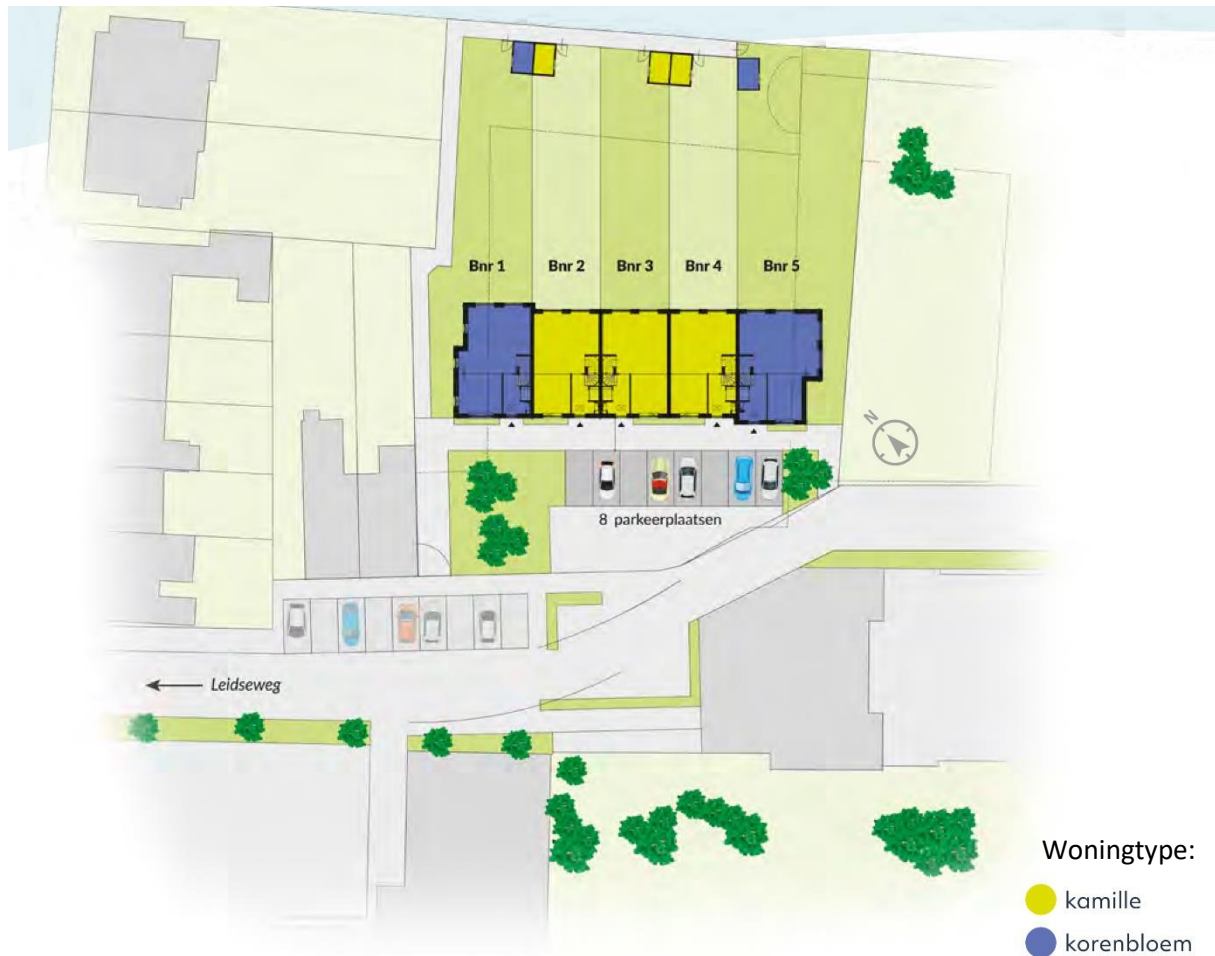 Bnr 1
Bnr 2
Bnr 3
Bnr 4
Bnr 5
N
8 parkeerplaatsen
Leidseweg
Woningtype:
kamille
korenbloem